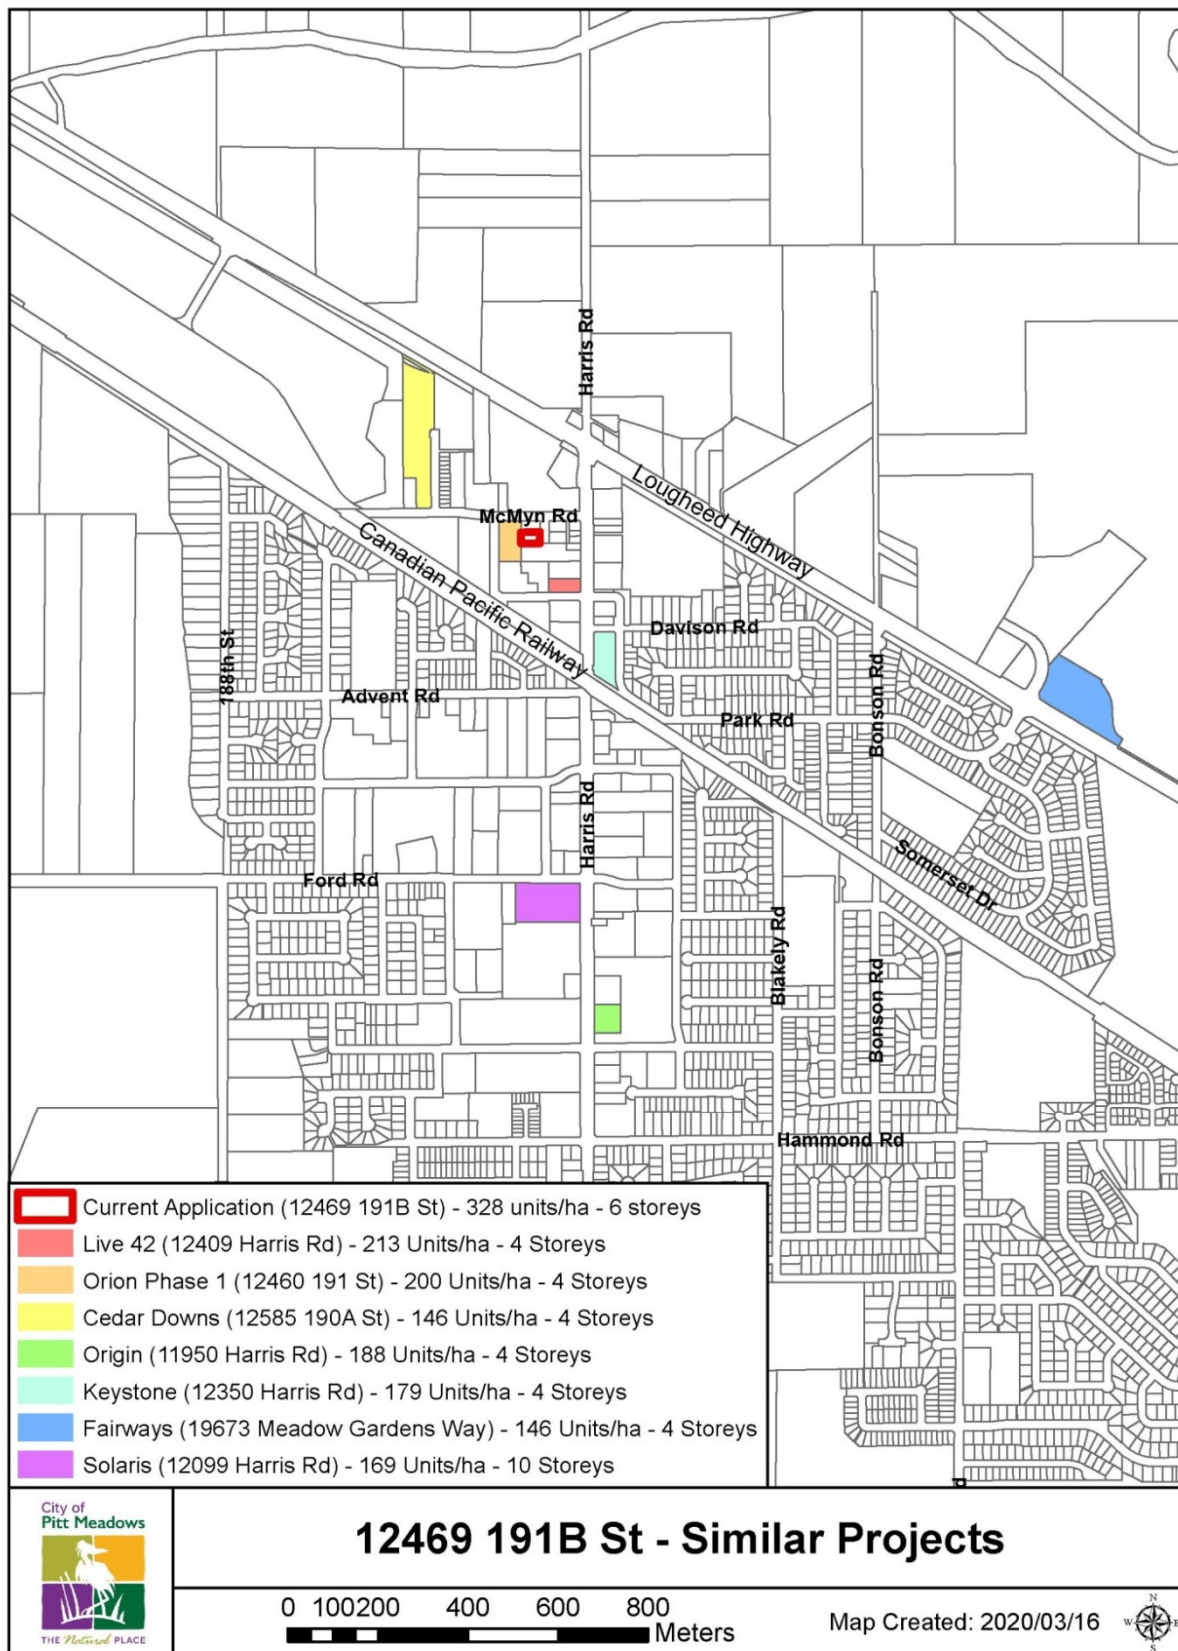 Harris Rd
Lougheed Highway
McMyn Rd
Canadian Pacific Railway
Davison Rd
188th St
Advent Rd
Park Rd
Bonson Rd
Harris Rd
Ford Rd
Somerset Dr
Blakely Rd
Bonson Rd
Hammond Rd
Current Application (12469 191B St) - 328 units/ha - 6 storeys
Live 42 (12409 Harris Rd) - 213 Units/ha - 4 Storeys
Orion Phase 1 (12460 191 St) - 200 Units/ha - 4 Storeys
Cedar Downs (12585 190A St) - 146 Units/ha - 4 Storeys
Origin (11950 Harris Rd) - 188 Units/ha - 4 Storeys
Keystone (12350 Harris Rd) - 179 Units/ha - 4 Storeys
Fairways (19673 Meadow Gardens Way) - 146 Units/ha - 4 Storeys
Solaris (12099 Harris Rd) - 169 Units/ha - 10 Storeys
d
City of
Pitt Meadows
THE Natural PLACE
12469 191B St - Similar Projects
0 100200 400 600 800
Meters
Map Created: 2020/03/16
N
W E
S